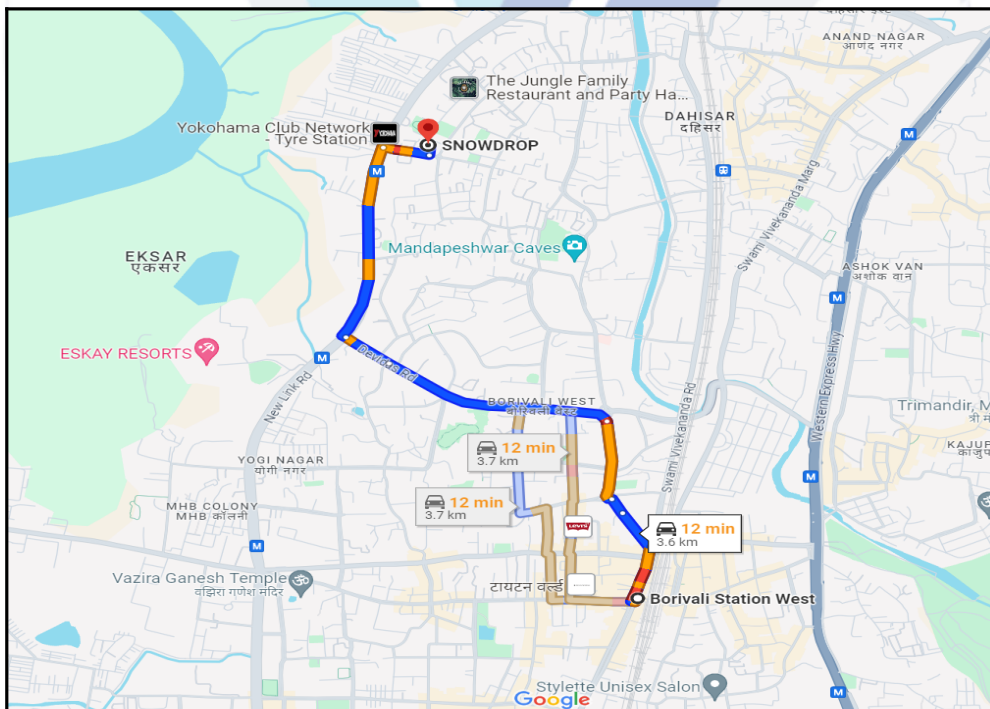 ANAND NAGAR
आणंद नगर
The Jungle Family
Restaurant and Party Ha...
DAHISAR
दहिसर
Yokohama Club Network
- Tyre Station
SNOWDROP
M
M
Swami Vivekananda Marg
Mandapeshwar Caves
EKSAR
एकसर
ASHOK VAN
अशोक वान
M
ESKAY RESORTS
M
Devidas Rd
New Link Rd
Western Express Hwy
Swami Vivekananda Rd
BORIVALI WEST
बोरिवली वेस्ट
Trimandir, M
12 min
3.7 km
YOGI NAGAR
योगी नगर
KAJUP
M
12 min
3.7 km
MHB COLONY
MHB कॉलनी
Levi's
12 min
3.6 km
M
Vazira Ganesh Temple
वझिरा गणेश मंदिर
टायटन वर्ल्ड
Borivali Station West
M
Stylette Unisex Salon
Google